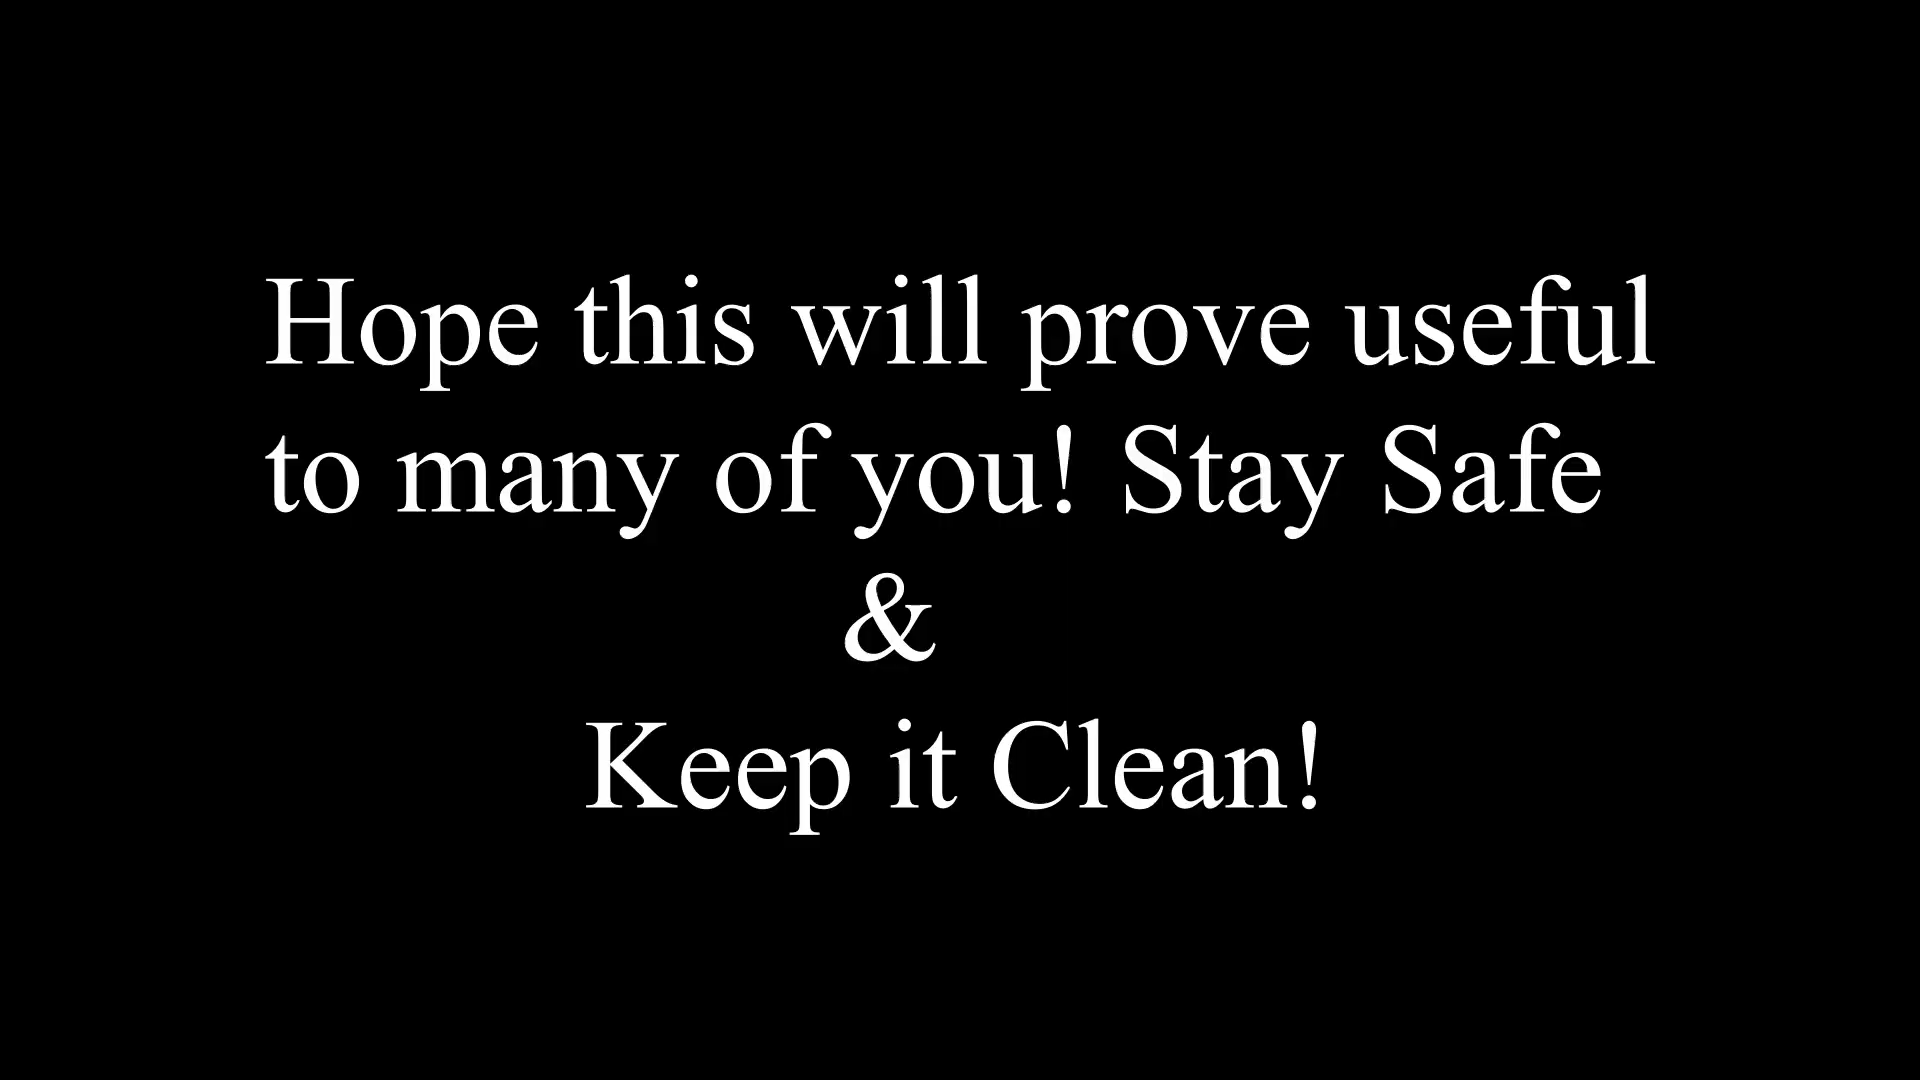 Hope this will prove useful
to many of you! Stay Safe
&
Keep it Clean!